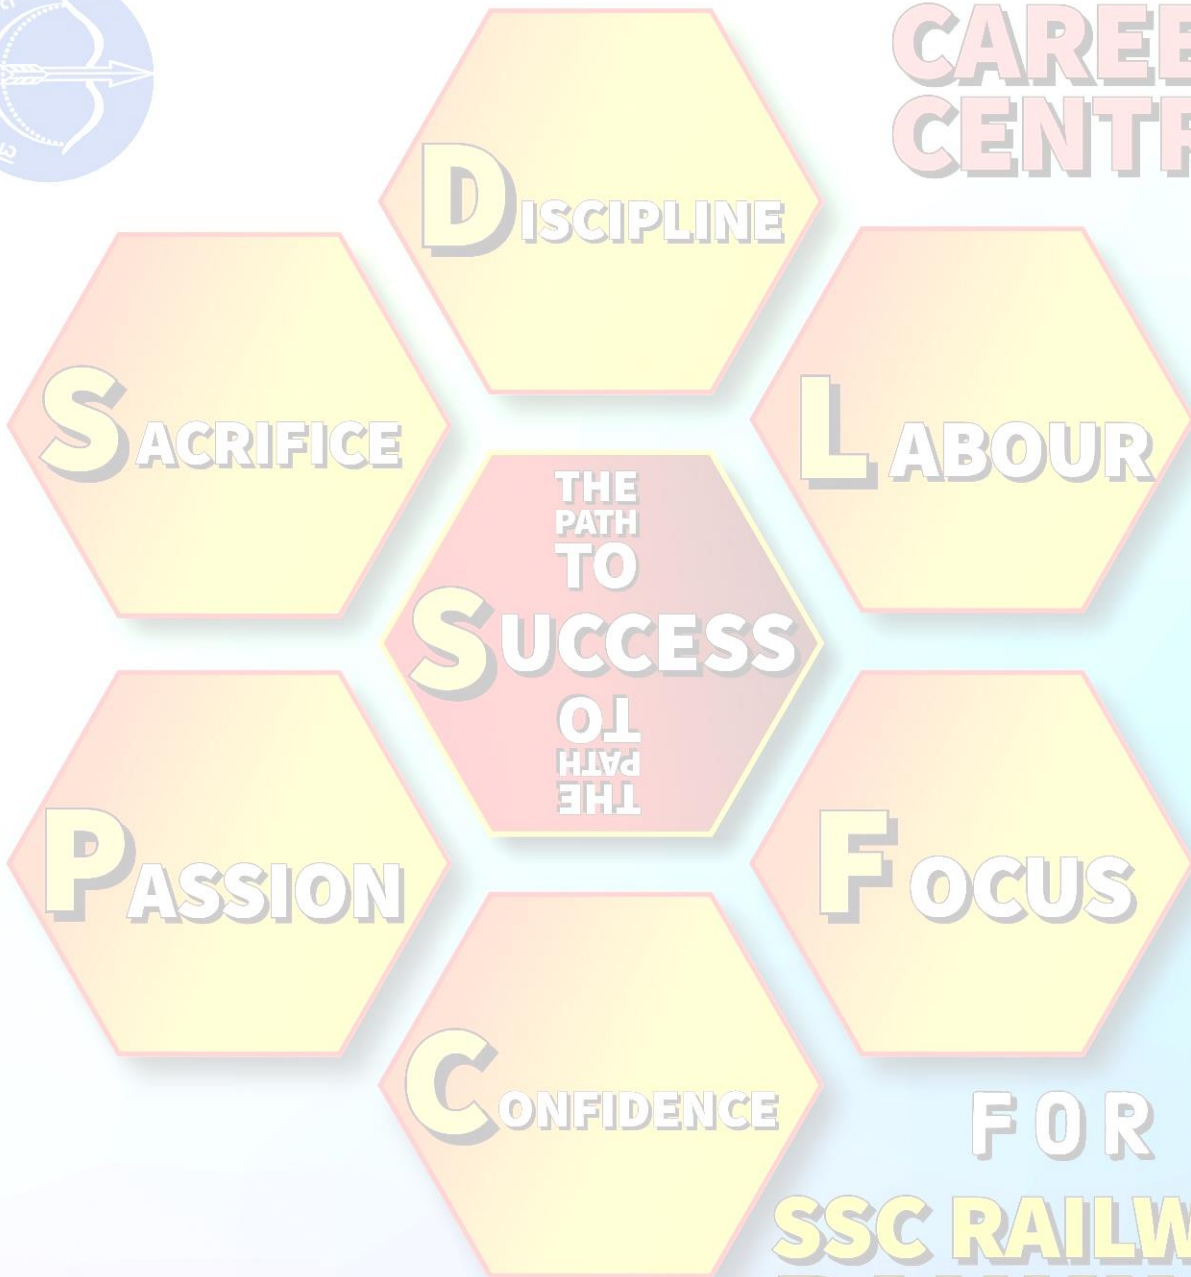 CAREE
CENTR
DISCIPLINE
SACRIFICE
LABOUR
THE
PATH
TO
SUCCESS
TO
PATH
THE
PASSION
FOCUS
CONFIDENCE
FOR
SSC RAILW